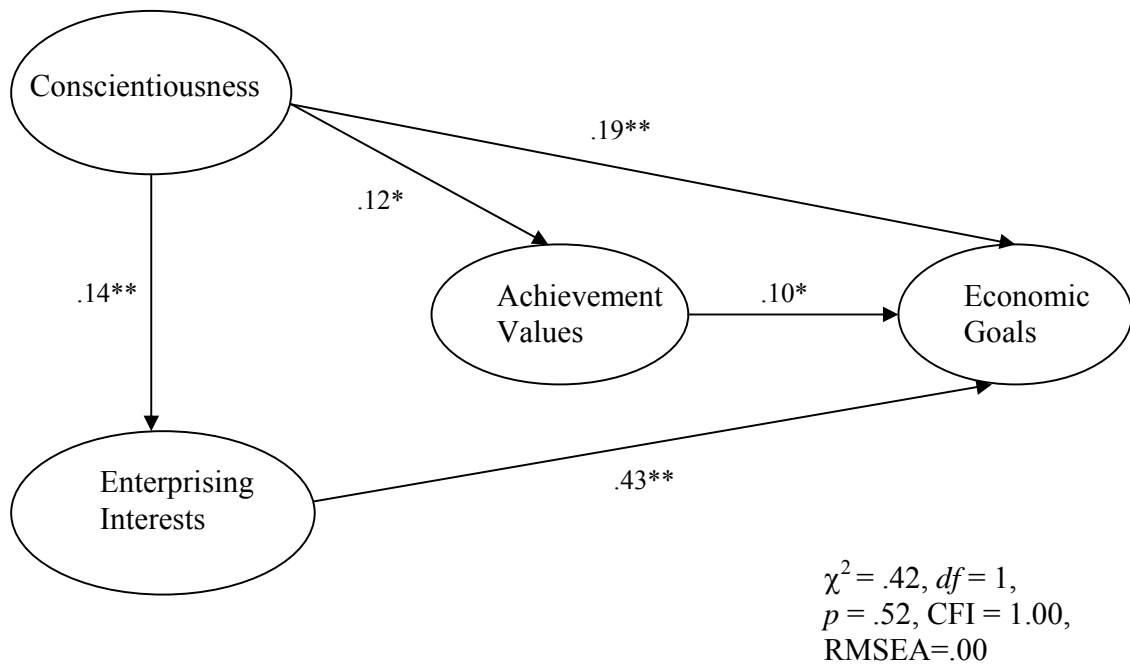 Conscientiousness
.19**
.12*
.14**
Achievement
Values
.10*
Economic
Goals
Enterprising
Interests
.43**
χ² = .42, df = 1,
p = .52, CFI = 1.00,
RMSEA=.00